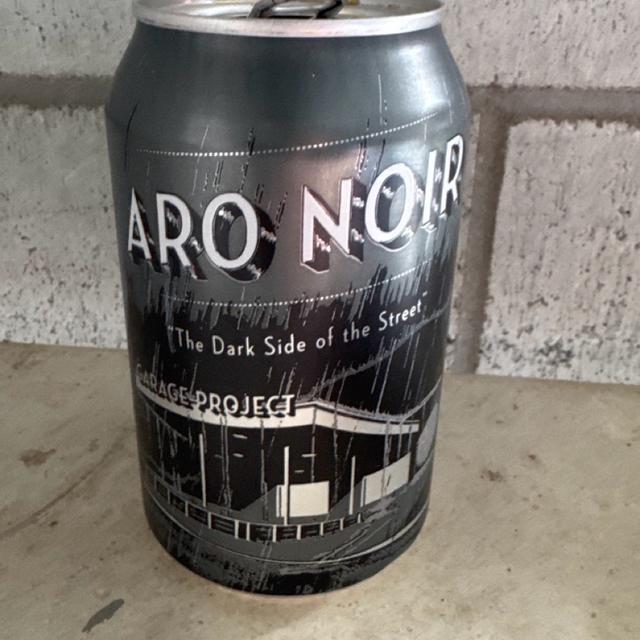 ARO NOIR
"The Dark Side of the Street"
GARAGE PROJECT